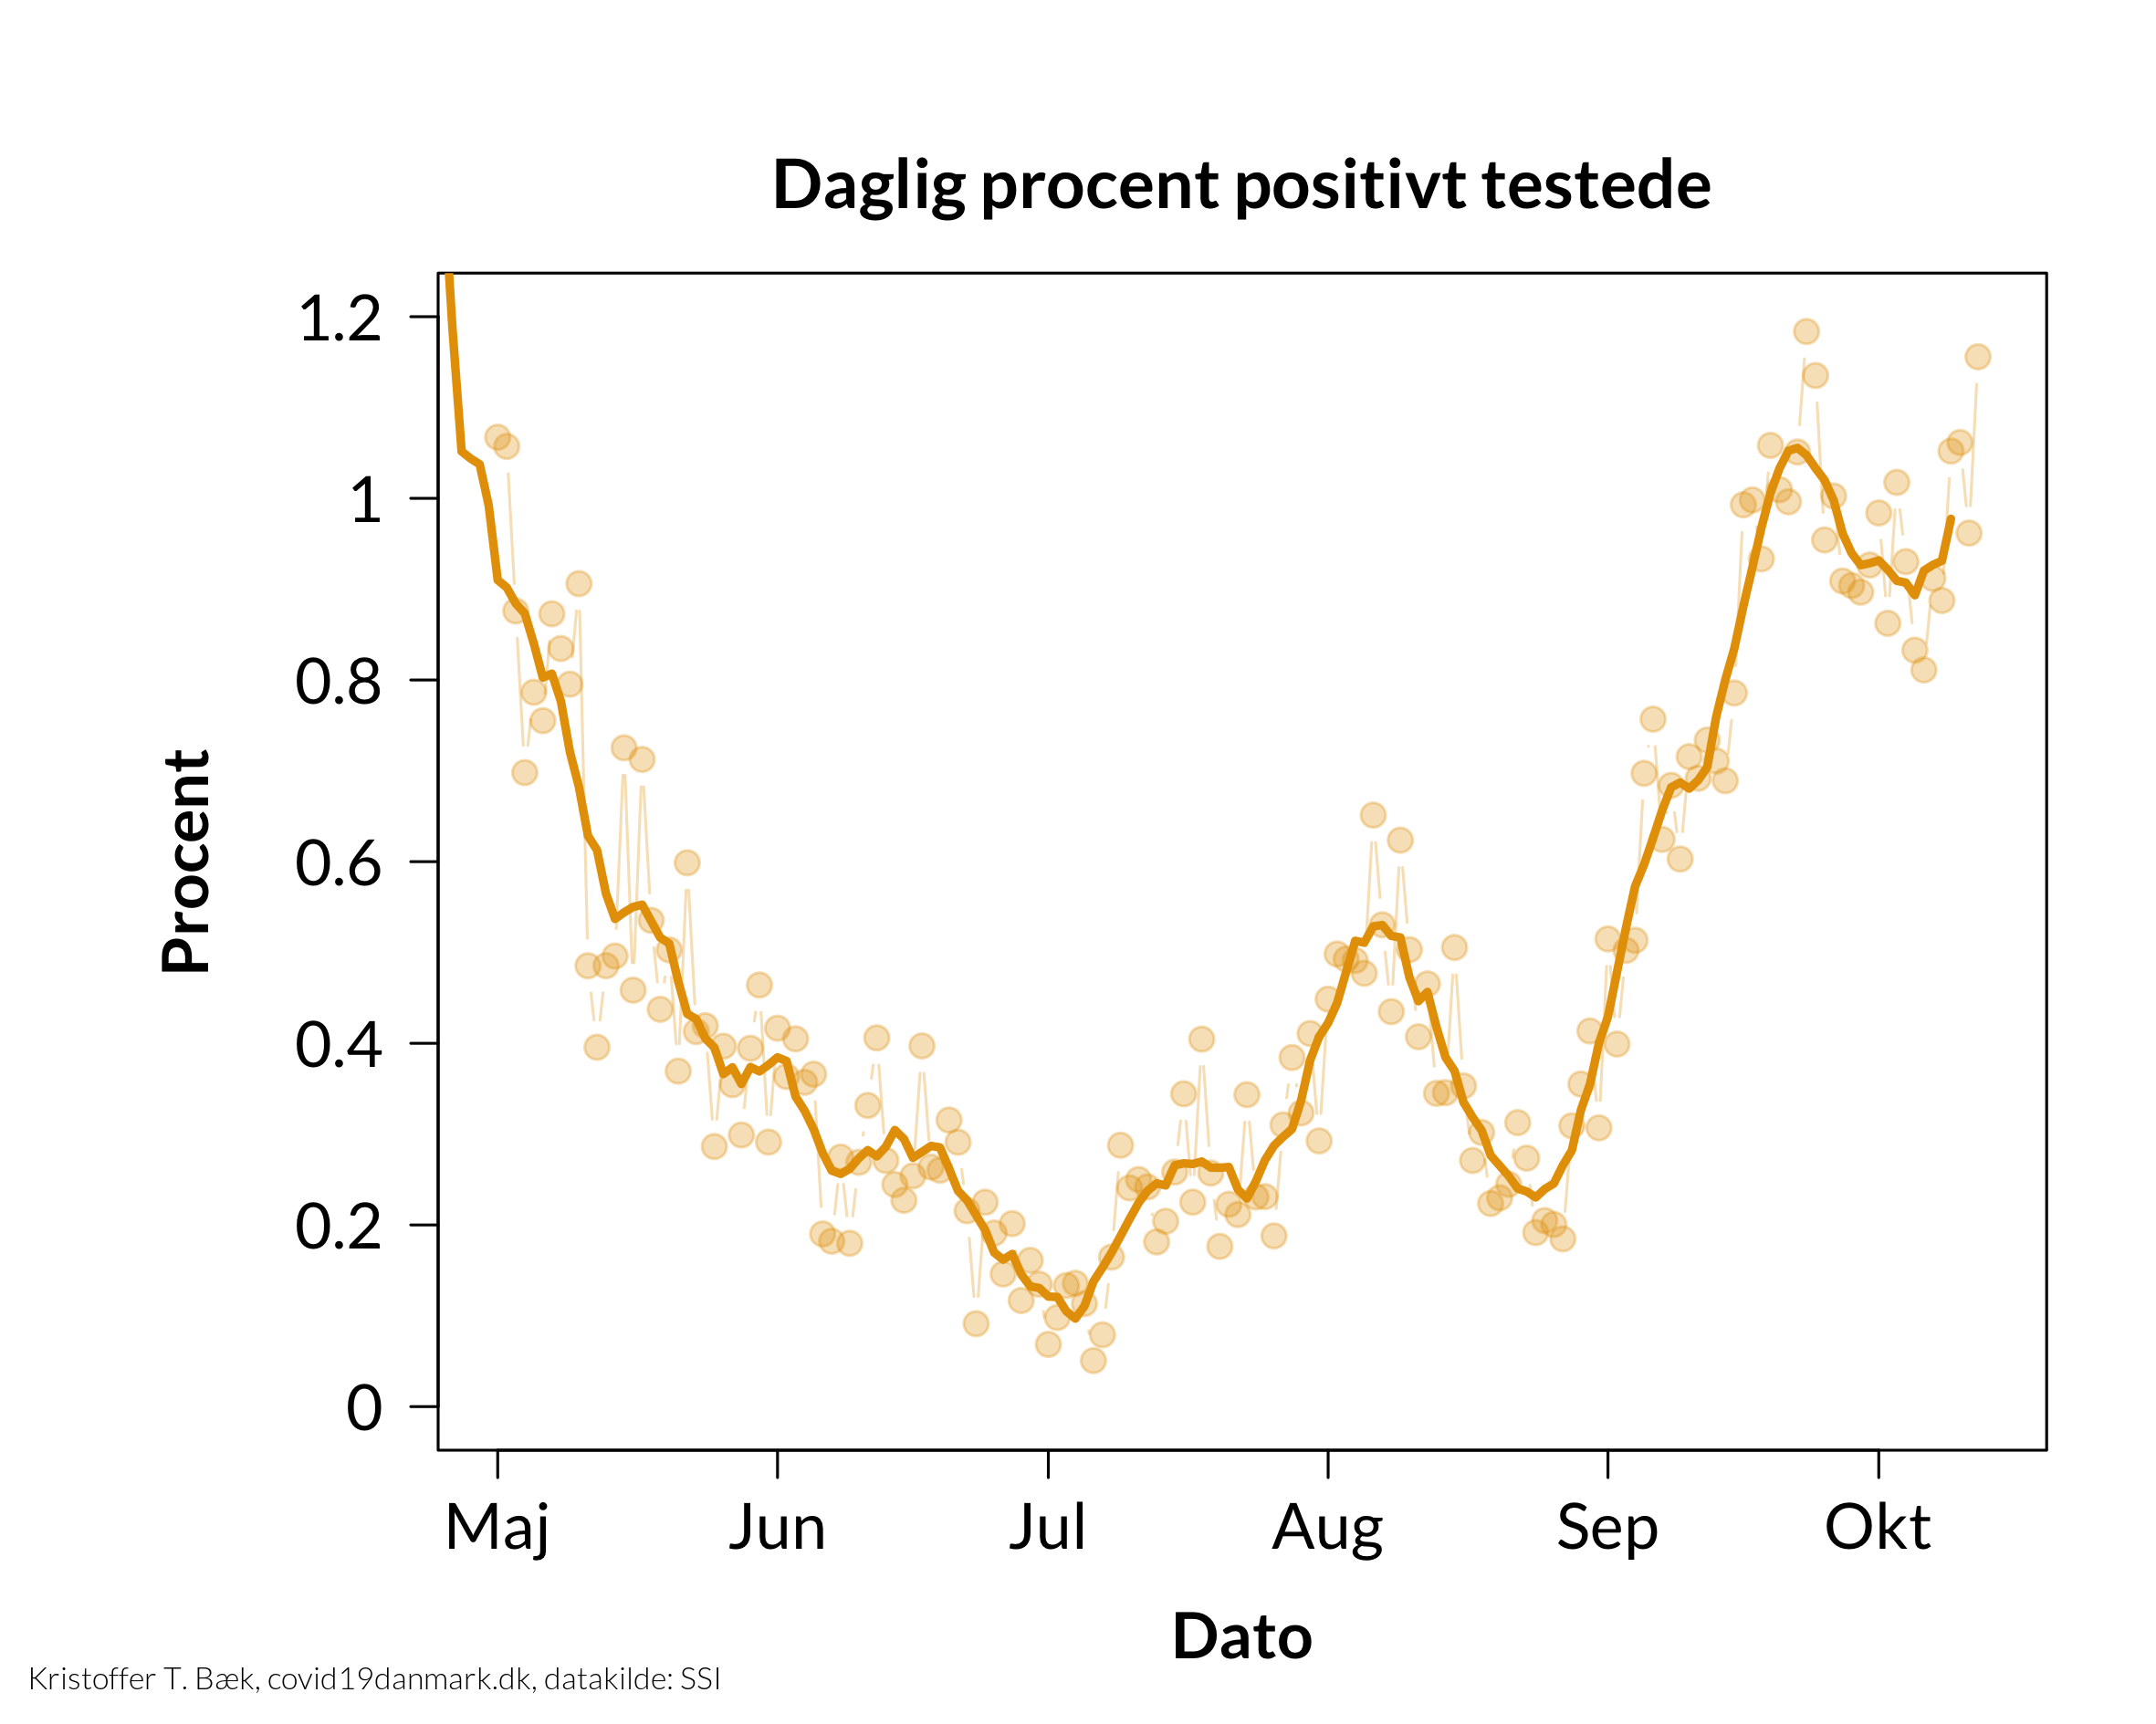 Daglig procent positivt testede
Procent
1.2
1
0.8
0.6
0.4
0.2
0
Maj Jun Jul Aug Sep Okt
Dato
Kristoffer T. Bæk, covid19danmark.dk, datakilde: SSI